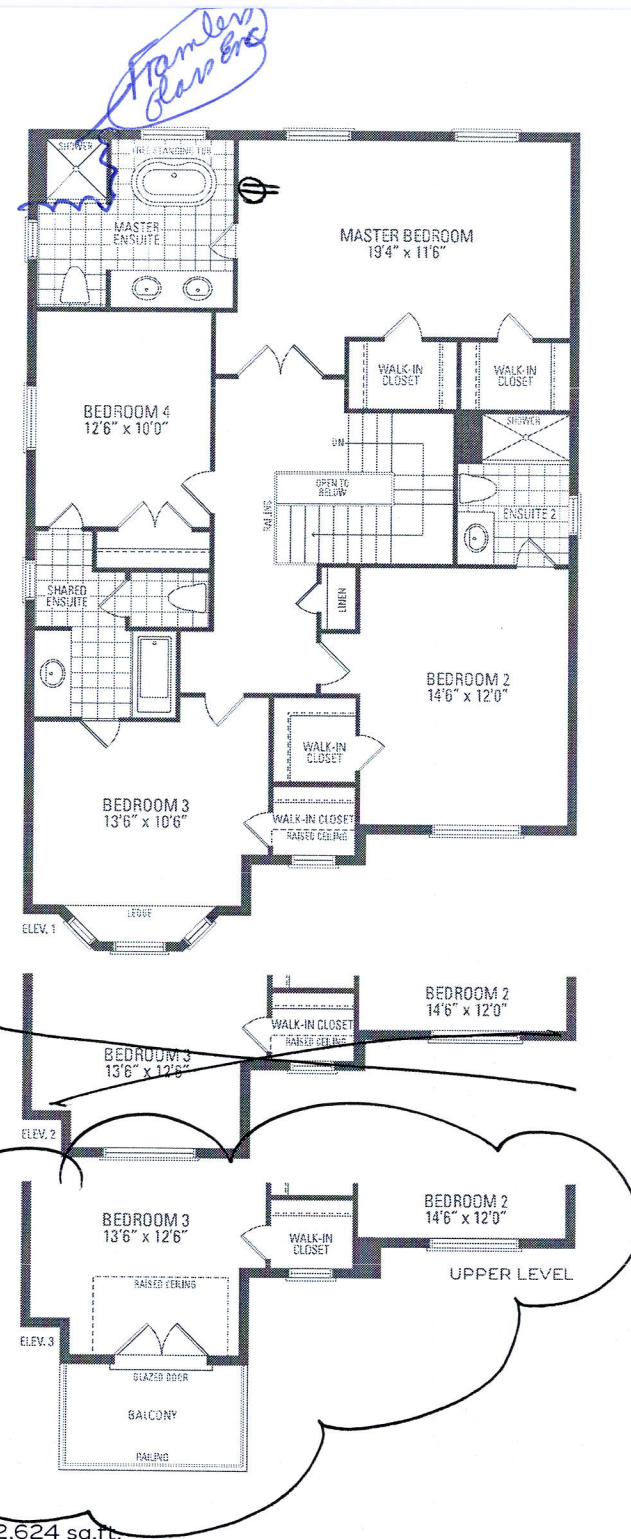 Framless
Glass Enc
SHOWER
FREE STANDING TUB
MASTER
ENSUITE
MASTER BEDROOM
19'4" x 11'6"
WALK-IN
CLOSET
WALK-IN
CLOSET
BEDROOM 4
12'6" x 10'0"
SHOWER
DN
OPEN TO
BELOW
RAILING
ENSUITE 2
SHARED
ENSUITE
LINEN
BEDROOM 2
14'6" x 12'0"
WALK-IN
CLOSET
BEDROOM 3
13'6" x 10'6"
WALK-IN CLOSET
RAISED CEILING
LEDGE
ELEV. 1
BEDROOM 2
14'6" x 12'0"
WALK-IN CLOSET
RAISED CEILING
BEDROOM 3
13'6" x 12'6"
ELEV. 2
BEDROOM 3
13'6" x 12'6"
BEDROOM 2
14'6" x 12'0"
WALK-IN
CLOSET
UPPER LEVEL
RAISED CEILING
ELEV. 3
GLAZED DOOR
BALCONY
RAILING
2,624 sq.ft.